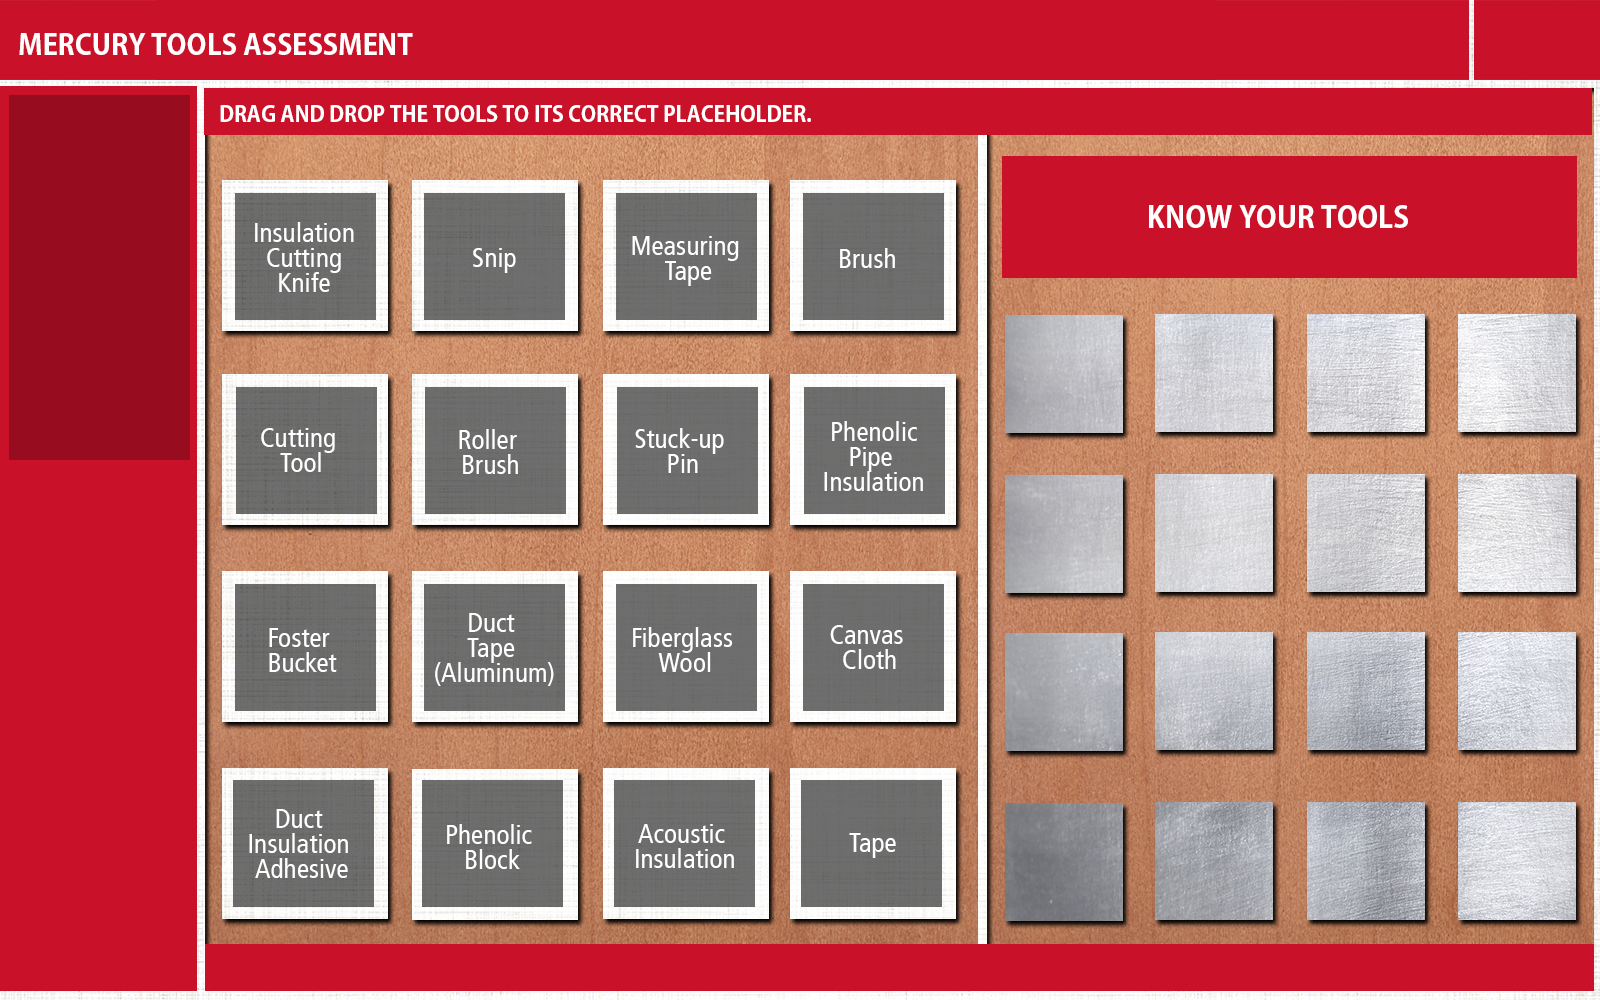 MERCURY TOOLS ASSESSMENT
DRAG AND DROP THE TOOLS TO ITS CORRECT PLACEHOLDER.
Insulation
Cutting
Knife
Snip
Measuring
Tape
Brush
Cutting
Tool
Roller
Brush
Stuck-up
Pin
Phenolic
Pipe
Insulation
Foster
Bucket
Duct
Tape
(Aluminum)
Fiberglass
Wool
Canvas
Cloth
Duct
Insulation
Adhesive
Phenolic
Block
Acoustic
Insulation
Tape
KNOW YOUR TOOLS